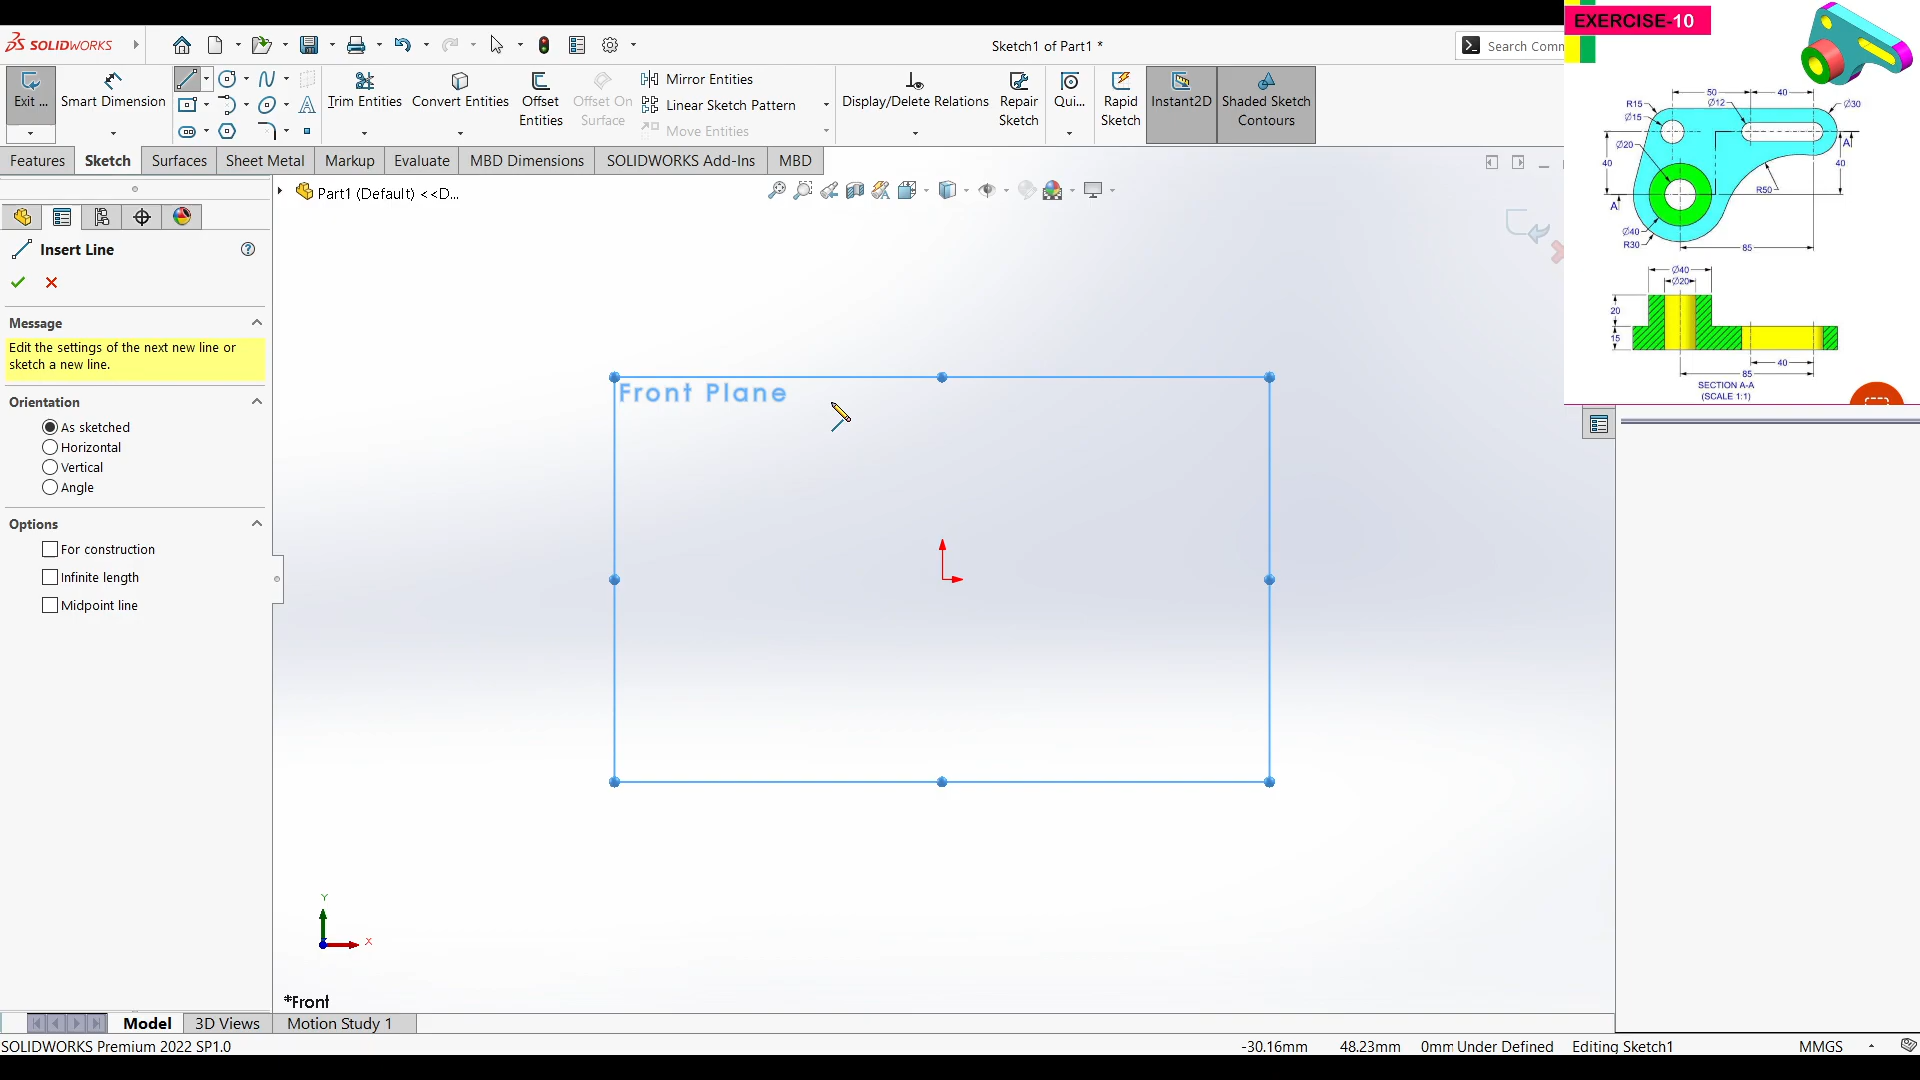 SOLIDWORKS
Sketch1 of Part1 *
Search Comm
EXERCISE-10
Exit ...
Smart Dimension
Trim Entities
Convert Entities
Offset Entities
Offset On Surface
Mirror Entities
Linear Sketch Pattern
Move Entities
Display/Delete Relations
Repair Sketch
Qui...
Rapid Sketch
Instant2D
Shaded Sketch Contours
Features
Sketch
Surfaces
Sheet Metal
Markup
Evaluate
MBD Dimensions
SOLIDWORKS Add-Ins
MBD
Part1 (Default) <<D...
Insert Line
Message
Edit the settings of the next new line or
sketch a new line.
Orientation
As sketched
Horizontal
Vertical
Angle
Options
For construction
Infinite length
Midpoint line
Front Plane
50
40
R15
Ø12
Ø30
Ø15
Ø20
A
40
40
R50
A
Ø40
R30
85
Ø40
Ø20
20
15
40
85
SECTION A-A
(SCALE 1:1)
Y
X
*Front
Model
3D Views
Motion Study 1
SOLIDWORKS Premium 2022 SP1.0
-30.16mm
48.23mm
0mm
Under Defined
Editing Sketch1
MMGS